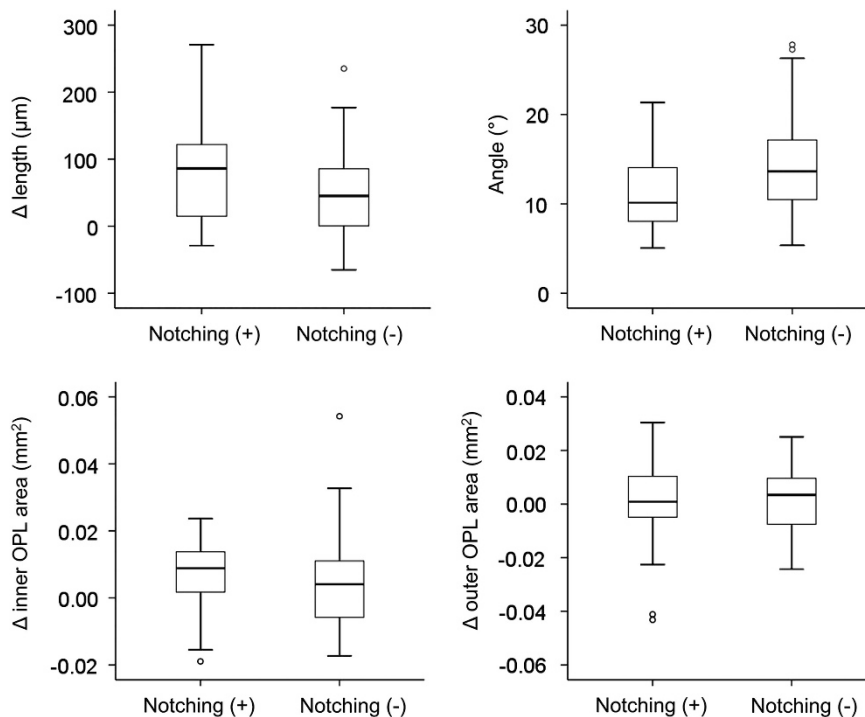 300
200
100
0
-100
Δ length (μm)
Notching (+) Notching (-)
30
20
10
0
Angle (°)
Notching (+) Notching (-)
0.06
0.04
0.02
0.00
-0.02
Δ inner OPL area (mm²)
Notching (+) Notching (-)
0.04
0.02
0.00
-0.02
-0.04
-0.06
Δ outer OPL area (mm²)
Notching (+) Notching (-)